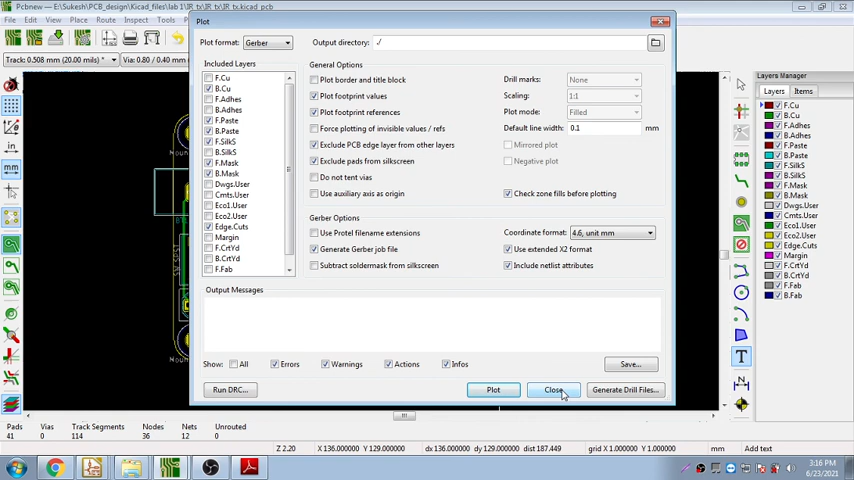 Pcbnew — E:\Sukesh\PCB_design\Kicad_files\lab 1\IR tx\IR tx.kicad_pcb
File Edit View Place Route Inspect Tools
Track: 0.508 mm (20.00 mils) *
Via: 0.80 / 0.40 mm
Plot
Plot format: Gerber
Output directory: ./
Included Layers
F.Cu
B.Cu
F.Adhes
B.Adhes
F.Paste
B.Paste
F.SilkS
B.SilkS
F.Mask
B.Mask
Dwgs.User
Cmts.User
Eco1.User
Eco2.User
Edge.Cuts
Margin
F.CrtYd
B.CrtYd
F.Fab
General Options
Plot border and title block
Plot footprint values
Plot footprint references
Force plotting of invisible values / refs
Exclude PCB edge layer from other layers
Exclude pads from silkscreen
Do not tent vias
Use auxiliary axis as origin
Drill marks: None
Scaling: 1:1
Plot mode: Filled
Default line width: 0.1 mm
Mirrored plot
Negative plot
Check zone fills before plotting
Gerber Options
Use Protel filename extensions
Generate Gerber job file
Subtract soldermask from silkscreen
Coordinate format: 4.6, unit mm
Use extended X2 format
Include netlist attributes
Output Messages
Show: All Errors Warnings Actions Infos Save...
Run DRC... Plot Close Generate Drill Files...
in
mm
SW_SPST
Layers Manager
Layers Items
F.Cu
B.Cu
F.Adhes
B.Adhes
F.Paste
B.Paste
F.SilkS
B.SilkS
F.Mask
B.Mask
Dwgs.User
Cmts.User
Eco1.User
Eco2.User
Edge.Cuts
Margin
F.CrtYd
B.CrtYd
F.Fab
B.Fab
Pads Vias Track Segments Nodes Nets Unrouted
41 0 114 36 12 0
Z 2.20 X 136.000000 Y 129.000000 dx 136.000000 dy 129.000000 dist 187.449 grid X 1.000000 Y 1.000000 mm Add text
3:16 PM
6/23/2021